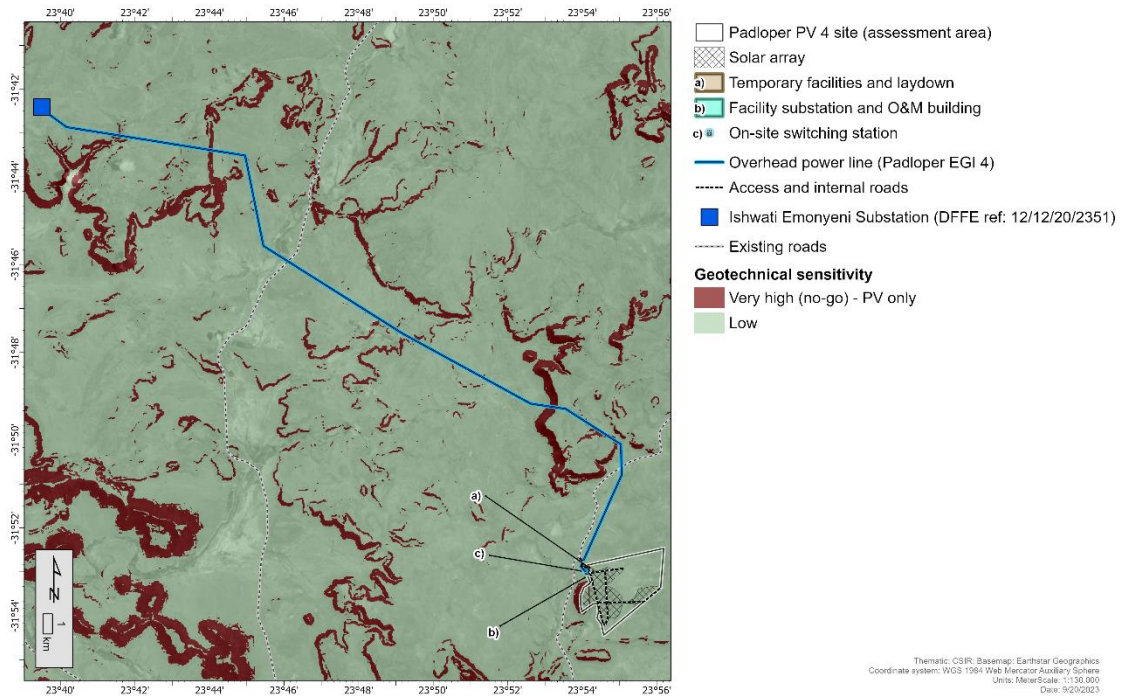 23°40' 23°42' 23°44' 23°46' 23°48' 23°50' 23°52' 23°54' 23°56'
-31°42'
-31°44'
-31°46'
-31°48'
-31°50'
-31°52'
-31°54'
a)
c)
b)
N
1
km
23°40' 23°42' 23°44' 23°46' 23°48' 23°50' 23°52' 23°54' 23°56'
Padloper PV 4 site (assessment area)
Solar array
a) Temporary facilities and laydown
b) Facility substation and O&M building
c) On-site switching station
Overhead power line (Padloper EGI 4)
Access and internal roads
Ishwati Emonyeni Substation (DFFE ref: 12/12/20/2351)
Existing roads
Geotechnical sensitivity
Very high (no-go) - PV only
Low
Thematic: CSIR: Basemap: Earthstar Geographics
Coordinate system: WGS 1984 Web Mercator Auxiliary Sphere
Units: MeterScale: 1:130,000
Date: 9/20/2023